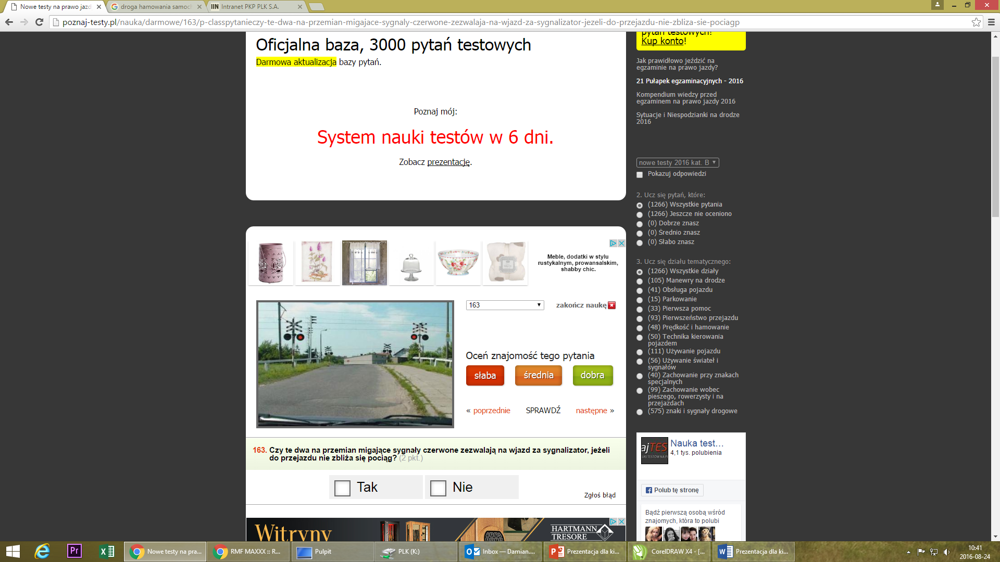 Nowe testy na prawo jazd
droga hamowania samoch
Intranet PKP PLK S.A.
poznaj-testy.pl/nauka/darmowe/163/p-classpytanieczy-te-dwa-na-przemian-migajace-sygnaly-czerwone-zezwalaja-na-wjazd-za-sygnalizator-jezeli-do-przejazdu-nie-zbliza-sie-pociagp
Oficjalna baza, 3000 pytań testowych
Darmowa aktualizacja bazy pytań.
Poznaj mój:
System nauki testów w 6 dni.
Zobacz prezentację.
pytań testowych!
Kup konto!
Jak prawidłowo jeździć na
egzaminie na prawo jazdy?
21 Pułapek egzaminacyjnych - 2016
Kompendium wiedzy przed
egzaminem na prawo jazdy 2016
Sytuacje i Niespodzianki na drodze
2016
nowe testy 2016 kat. B
Pokazuj odpowiedzi
2. Ucz się pytań, które:
(1266) Wszystkie pytania
(1266) Jeszcze nie oceniono
(0) Dobrze znasz
(0) Średnio znasz
(0) Słabo znasz
3. Ucz się działu tematycznego:
(1266) Wszystkie działy
(105) Manewry na drodze
(41) Obsługa pojazdu
(15) Parkowanie
(33) Pierwsza pomoc
(93) Pierwszeństwo przejazdu
(48) Prędkość i hamowanie
(50) Technika kierowania
pojazdem
(111) Używanie pojazdu
(56) Używanie świateł i
sygnałów
(40) Zachowanie przy znakach
specjalnych
(99) Zachowanie wobec
pieszego, rowerzysty i na
przejazdach
(575) znaki i sygnały drogowe
Meble, dodatki w stylu
rustykalnym, prowansalskim,
shabby chic.
163
zakończ naukę
Oceń znajomość tego pytania
słaba
średnia
dobra
« poprzednie
SPRAWDŹ
następne »
163. Czy te dwa na przemian migające sygnały czerwone zezwalają na wjazd za sygnalizator, jeżeli
do przejazdu nie zbliża się pociąg? (2 pkt.)
Tak
Nie
Zgłoś błąd
Witryny
HARTMANN
TRESORE
ajTES
UKI TESTÓW NA P
Nauka test...
4,1 tys. polubienia
Polub tę stronę
Bądź pierwszą osobą wśród
znajomych, która to polubi
Pr
Nowe testy na pra...
RMF MAXXX :: R...
Pulpit
PLK (K:)
Inbox — Damian....
Prezentacja dla ki...
CorelDRAW X4 - [...
Prezentacja dla ki...
10:41
2016-08-24